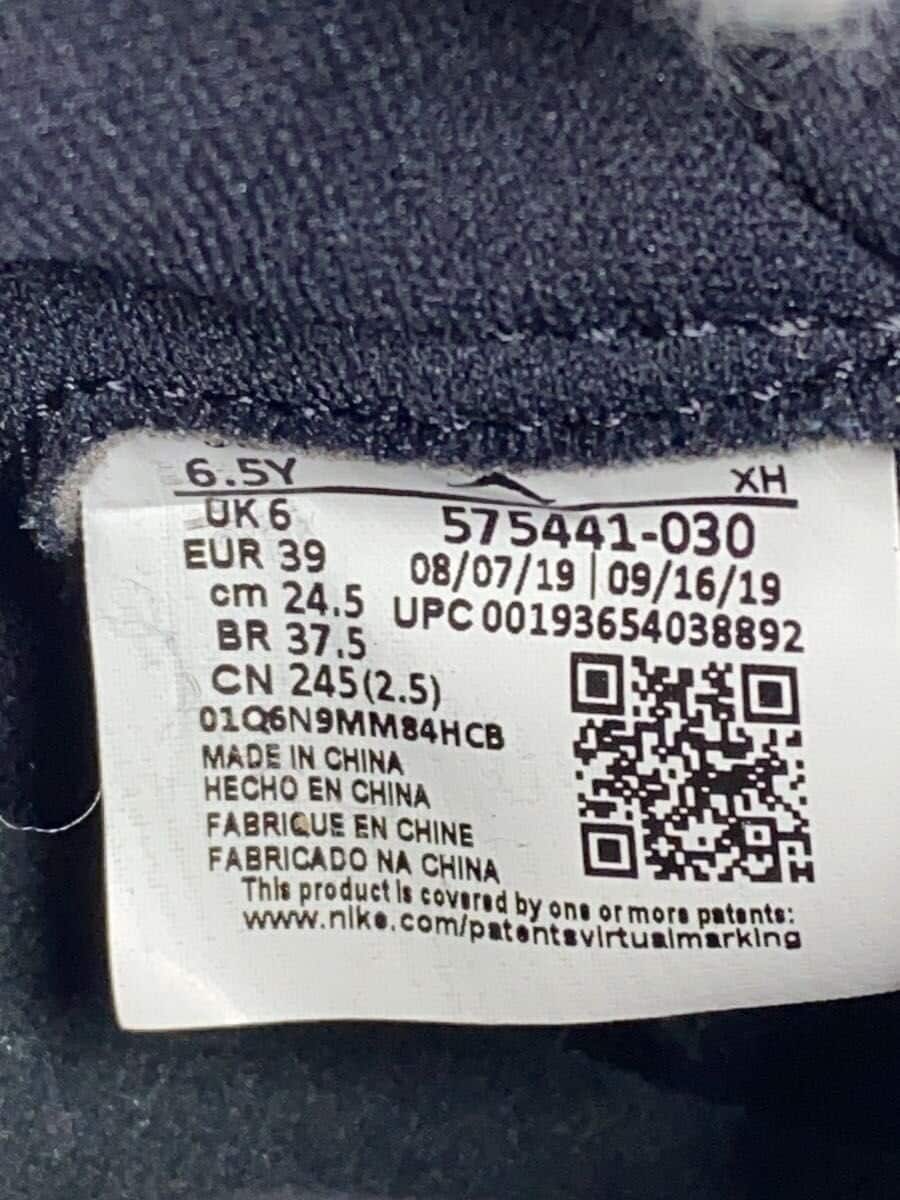 6.5Y XH
UK 6 575441-030
EUR 39 08/07/19 | 09/16/19
cm 24.5 UPC 00193654038892
BR 37.5
CN 245(2.5)
01Q6N9MM84HCB
MADE IN CHINA
HECHO EN CHINA
FABRIQUE EN CHINE
FABRICADO NA CHINA
This product is covered by one or more patents:
www.nike.com/patentsvirtualmarking